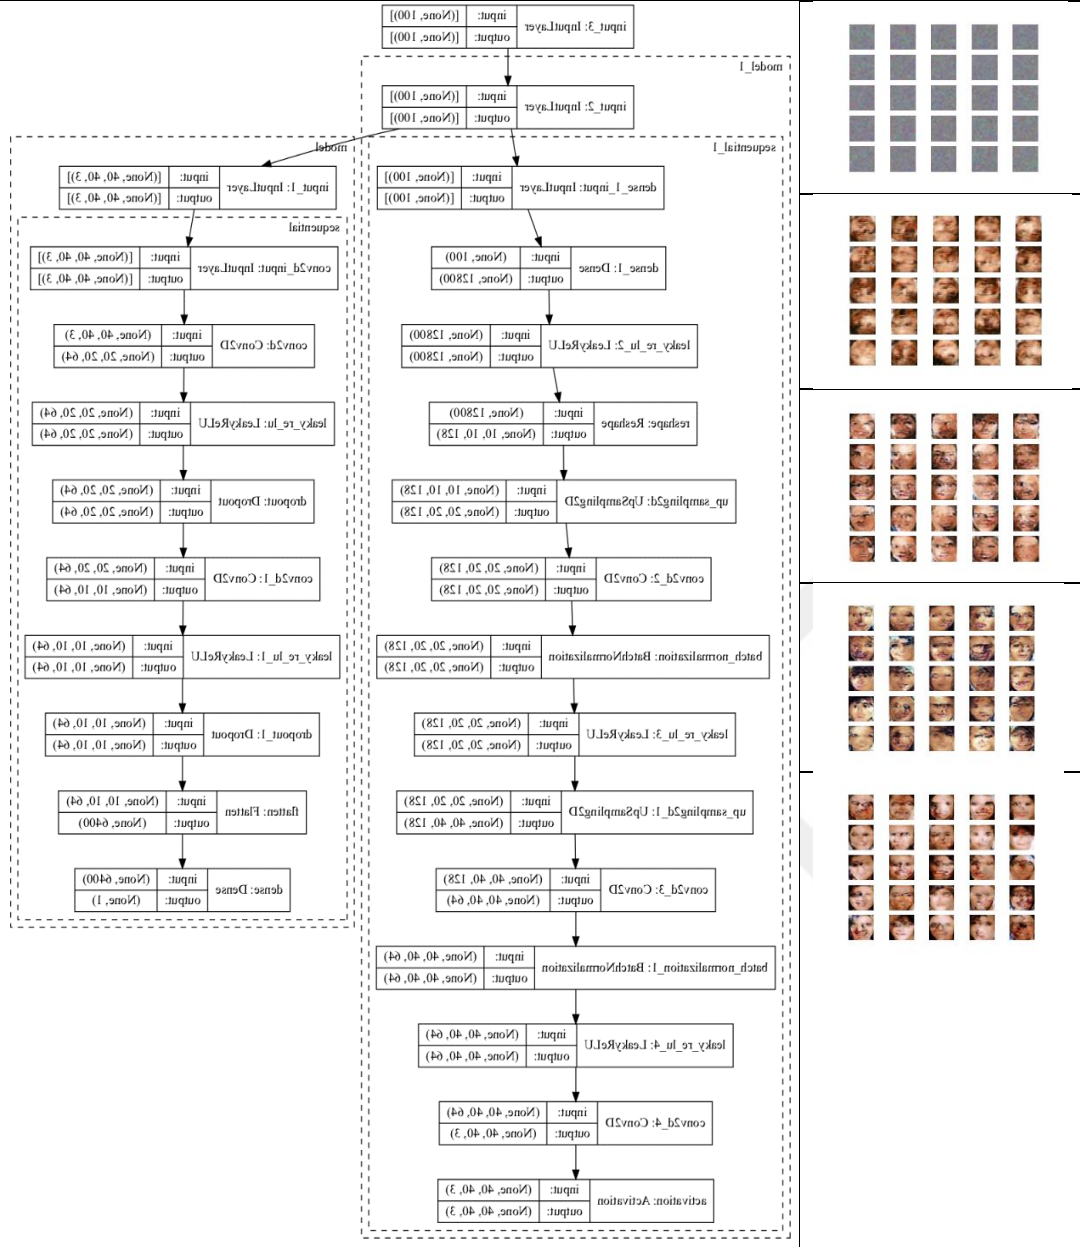 input_3: InputLayer
input: [(None, 100)]
output: [(None, 100)]
model_1
input_2: InputLayer
input: [(None, 100)]
output: [(None, 100)]
sequential_1
dense_1_input: InputLayer
input: [(None, 100)]
output: [(None, 100)]
dense_1: Dense
input: (None, 100)
output: (None, 12800)
leaky_re_lu_2: LeakyReLU
input: (None, 12800)
output: (None, 12800)
reshape: Reshape
input: (None, 12800)
output: (None, 10, 10, 128)
up_sampling2d: UpSampling2D
input: (None, 10, 10, 128)
output: (None, 20, 20, 128)
conv2d_2: Conv2D
input: (None, 20, 20, 128)
output: (None, 20, 20, 128)
batch_normalization: BatchNormalization
input: (None, 20, 20, 128)
output: (None, 20, 20, 128)
leaky_re_lu_3: LeakyReLU
input: (None, 20, 20, 128)
output: (None, 20, 20, 128)
up_sampling2d_1: UpSampling2D
input: (None, 20, 20, 128)
output: (None, 40, 40, 128)
conv2d_3: Conv2D
input: (None, 40, 40, 128)
output: (None, 40, 40, 64)
batch_normalization_1: BatchNormalization
input: (None, 40, 40, 64)
output: (None, 40, 40, 64)
leaky_re_lu_4: LeakyReLU
input: (None, 40, 40, 64)
output: (None, 40, 40, 64)
conv2d_4: Conv2D
input: (None, 40, 40, 64)
output: (None, 40, 40, 3)
activation: Activation
input: (None, 40, 40, 3)
output: (None, 40, 40, 3)
model
input_1: InputLayer
input: [(None, 40, 40, 3)]
output: [(None, 40, 40, 3)]
sequential
conv2d_input: InputLayer
input: [(None, 40, 40, 3)]
output: [(None, 40, 40, 3)]
conv2d: Conv2D
input: (None, 40, 40, 3)
output: (None, 20, 20, 64)
leaky_re_lu: LeakyReLU
input: (None, 20, 20, 64)
output: (None, 20, 20, 64)
dropout: Dropout
input: (None, 20, 20, 64)
output: (None, 20, 20, 64)
conv2d_1: Conv2D
input: (None, 20, 20, 64)
output: (None, 10, 10, 64)
leaky_re_lu_1: LeakyReLU
input: (None, 10, 10, 64)
output: (None, 10, 10, 64)
dropout_1: Dropout
input: (None, 10, 10, 64)
output: (None, 10, 10, 64)
flatten: Flatten
input: (None, 10, 10, 64)
output: (None, 6400)
dense: Dense
input: (None, 6400)
output: (None, 1)